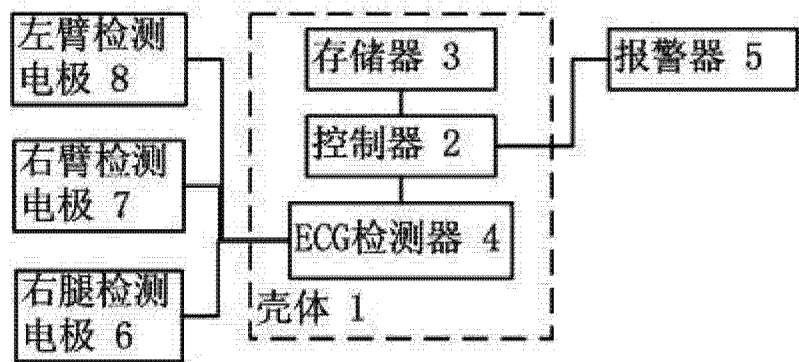 左臂检测
电极 8
右臂检测
电极 7
右腿检测
电极 6
存储器 3
控制器 2
ECG检测器 4
壳体 1
报警器 5